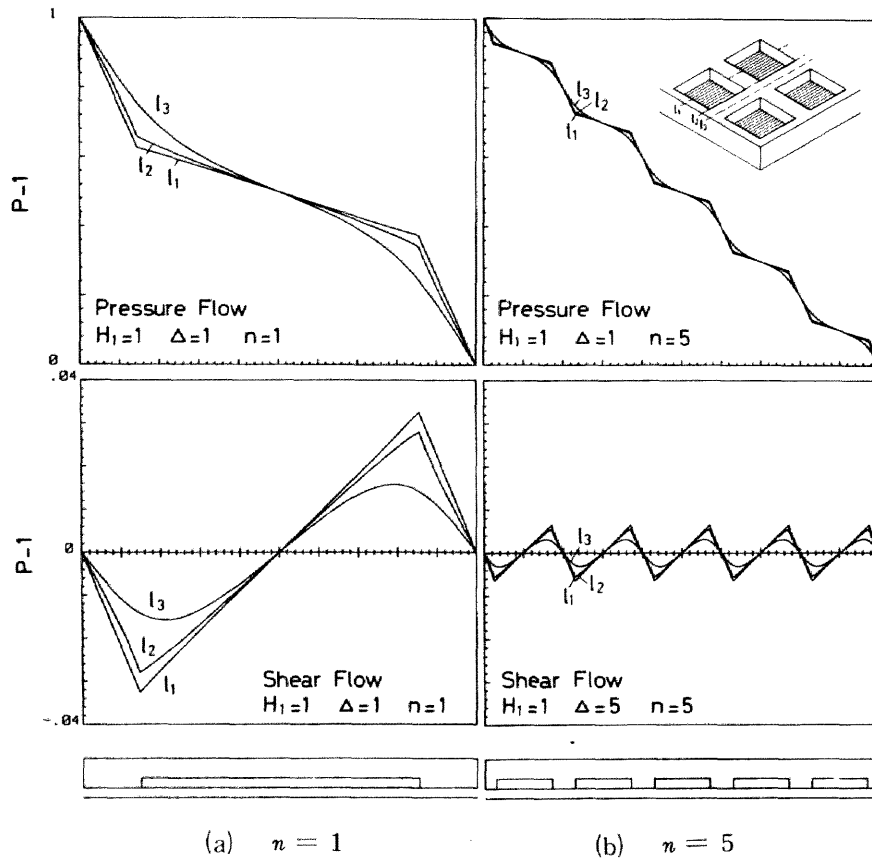 1
P-1
l3
l2
l1
Pressure Flow
H1=1 Δ=1 n=1
0
l3
l2
l1
Pressure Flow
H1=1 Δ=1 n=5
.04
P-1
0
l3
l2
l1
Shear Flow
H1=1 Δ=1 n=1
-.04
l3
l1
l2
Shear Flow
H1=1 Δ=5 n=5
(a) n = 1
(b) n = 5